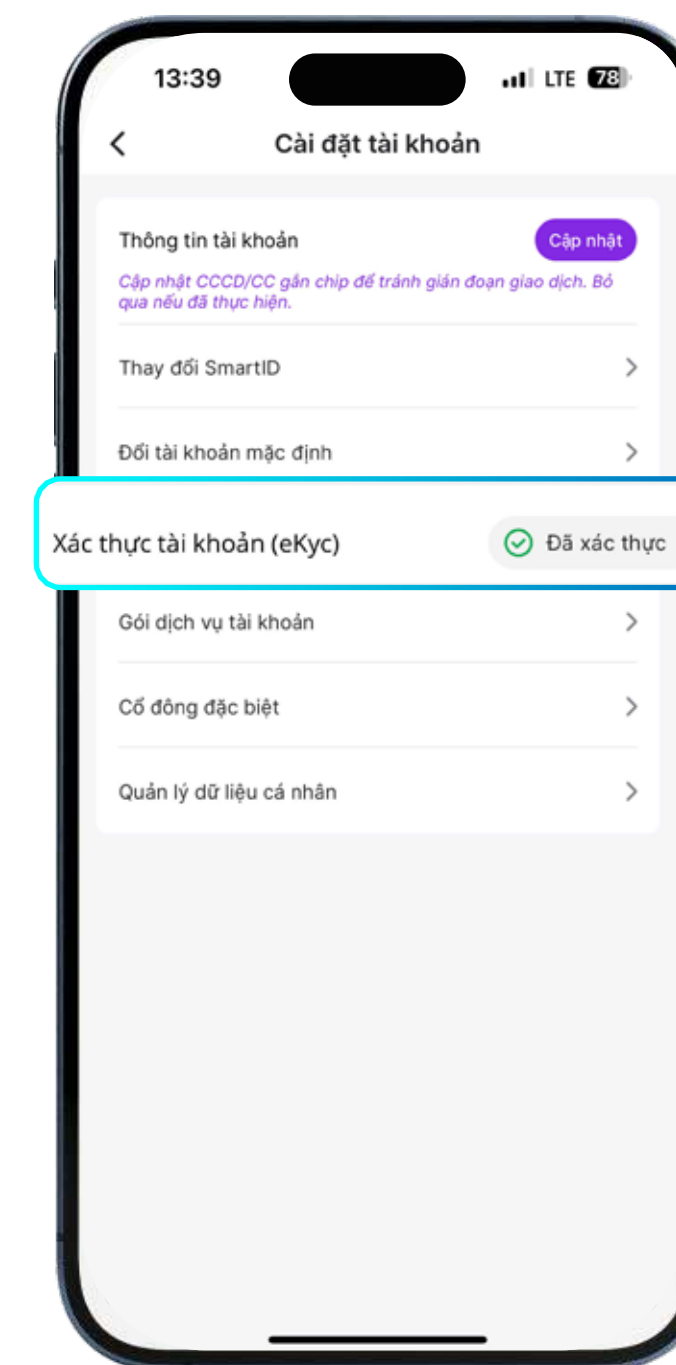 13:39 LTE 78
Cài đặt tài khoản
Thông tin tài khoản Cập nhật
Cập nhật CCCD/CC gắn chip để tránh gián đoạn giao dịch. Bỏ
qua nếu đã thực hiện.
Thay đổi SmartID
Đổi tài khoản mặc định
Xác thực tài khoản (eKyc) Đã xác thực
Gói dịch vụ tài khoản
Cổ đông đặc biệt
Quản lý dữ liệu cá nhân